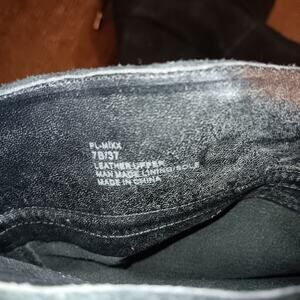 PL-MIXX
7B/37
LEATHER UPPER
MAN MADE LINING/SOLE
MADE IN CHINA